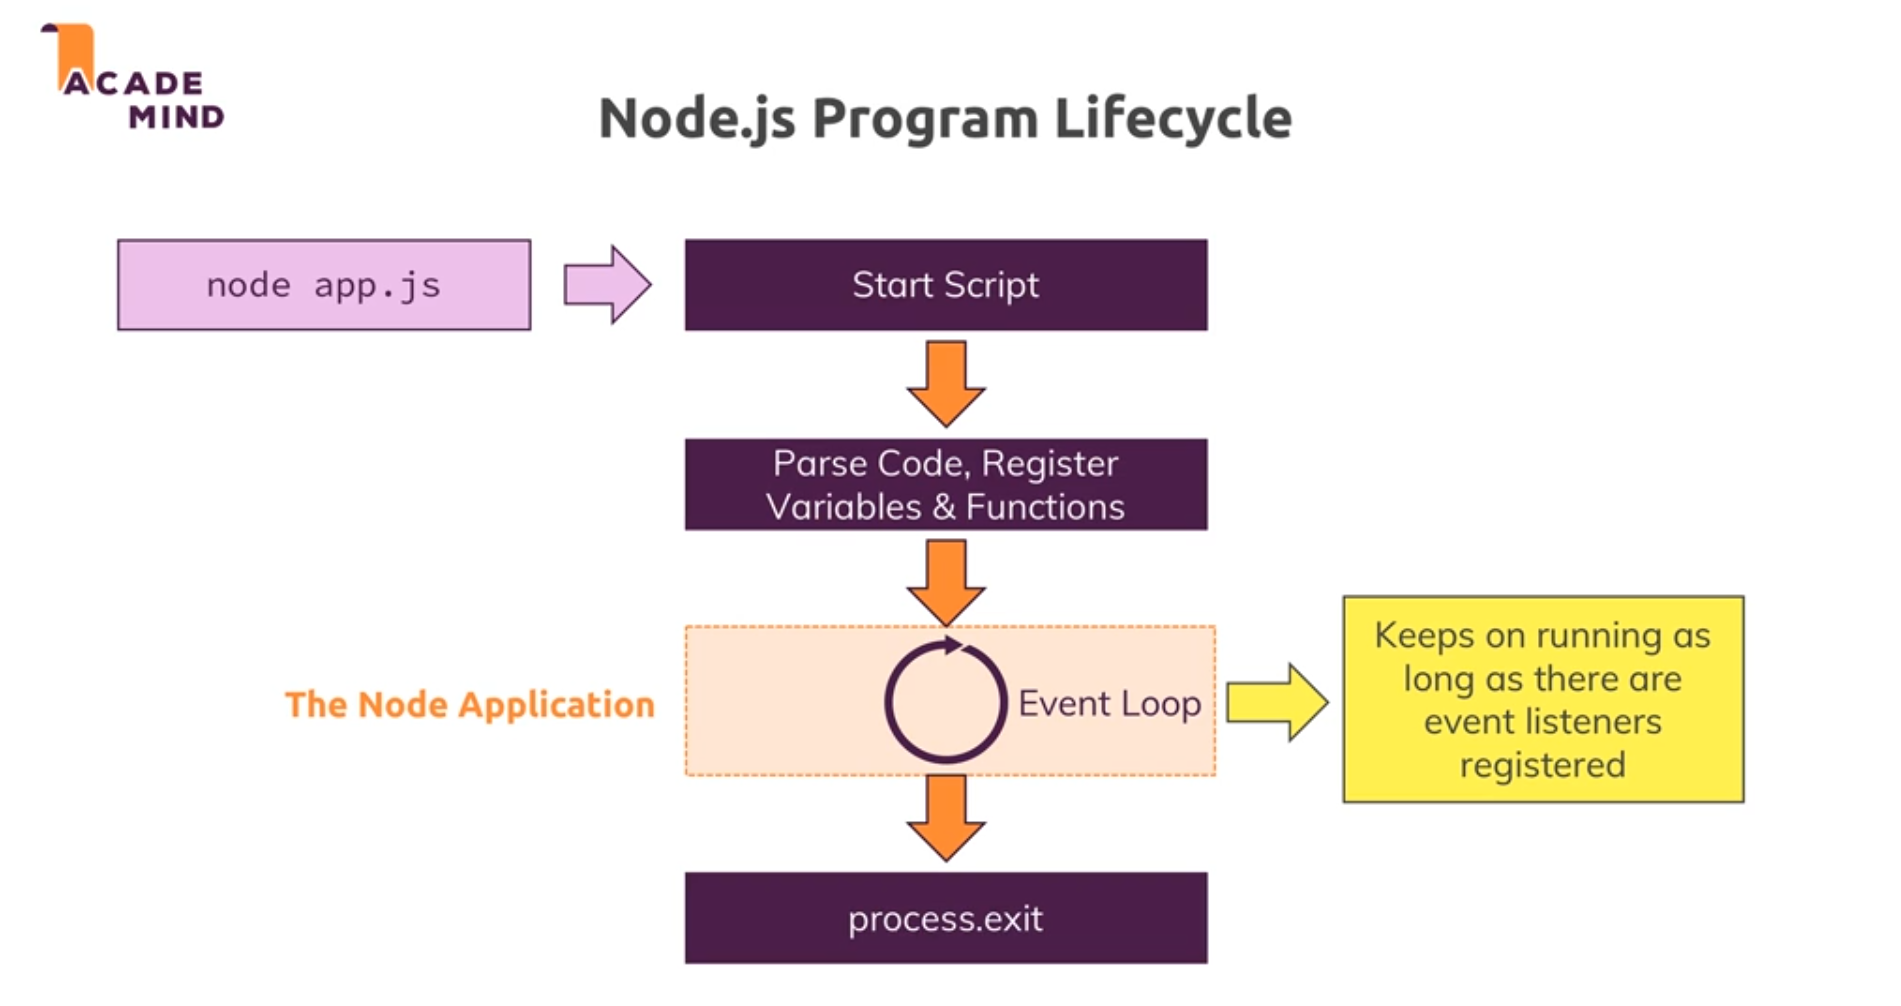 ACADE
MIND
Node.js Program Lifecycle
node app.js
Start Script
Parse Code, Register
Variables & Functions
The Node Application
Event Loop
Keeps on running as
long as there are
event listeners
registered
process.exit